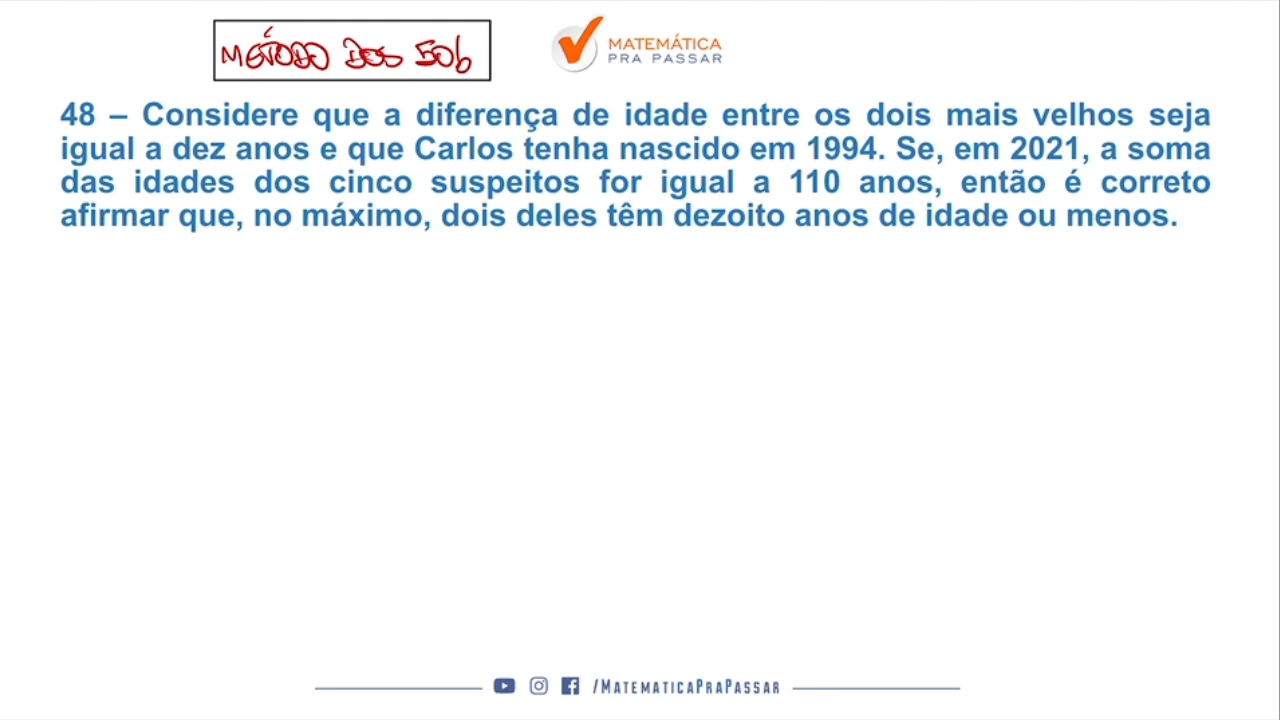 MÉTODO DOS 50b
MATEMÁTICA
PRA PASSAR
48 – Considere que a diferença de idade entre os dois mais velhos seja
igual a dez anos e que Carlos tenha nascido em 1994. Se, em 2021, a soma
das idades dos cinco suspeitos for igual a 110 anos, então é correto
afirmar que, no máximo, dois deles têm dezoito anos de idade ou menos.
/MATEMATICAPRAPASSAR